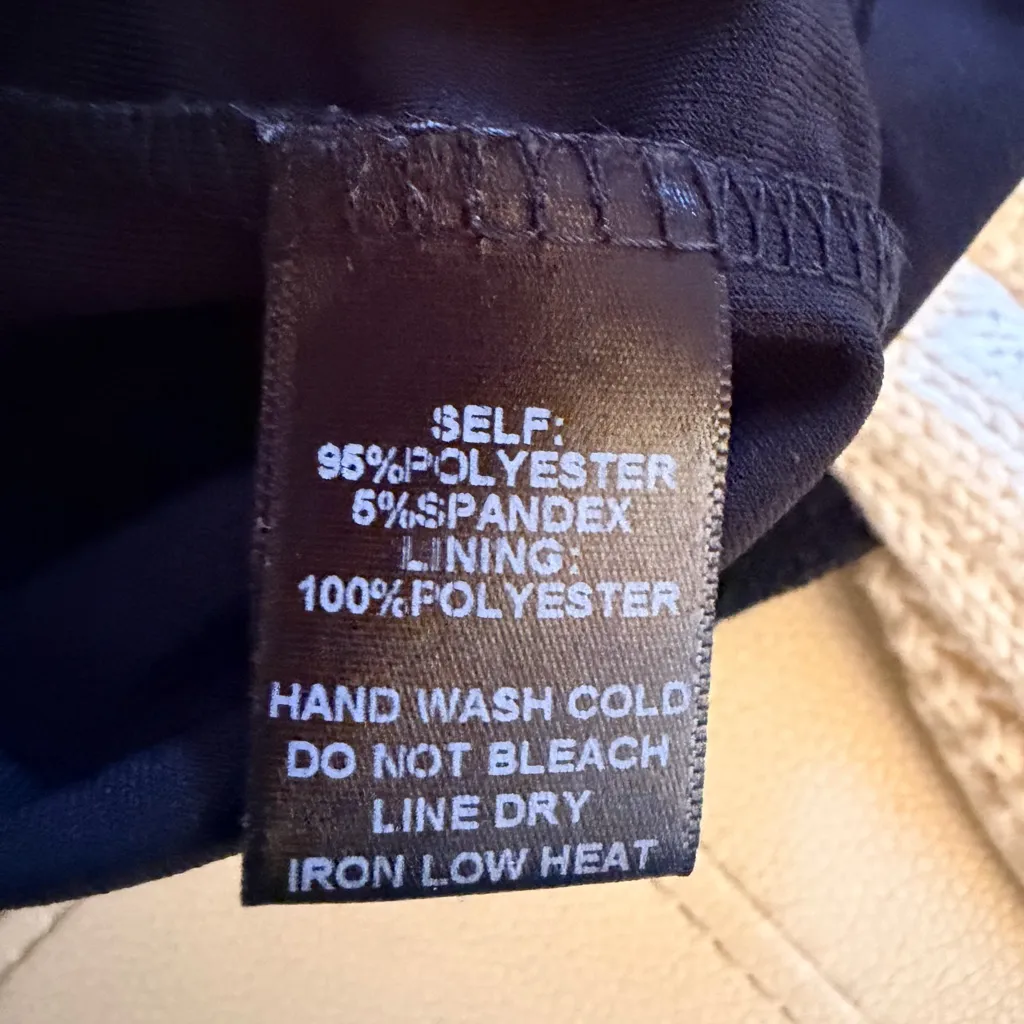 SELF:
95%POLYESTER
5%SPANDEX
LINING:
100%POLYESTER
HAND WASH COLD
DO NOT BLEACH
LINE DRY
IRON LOW HEAT